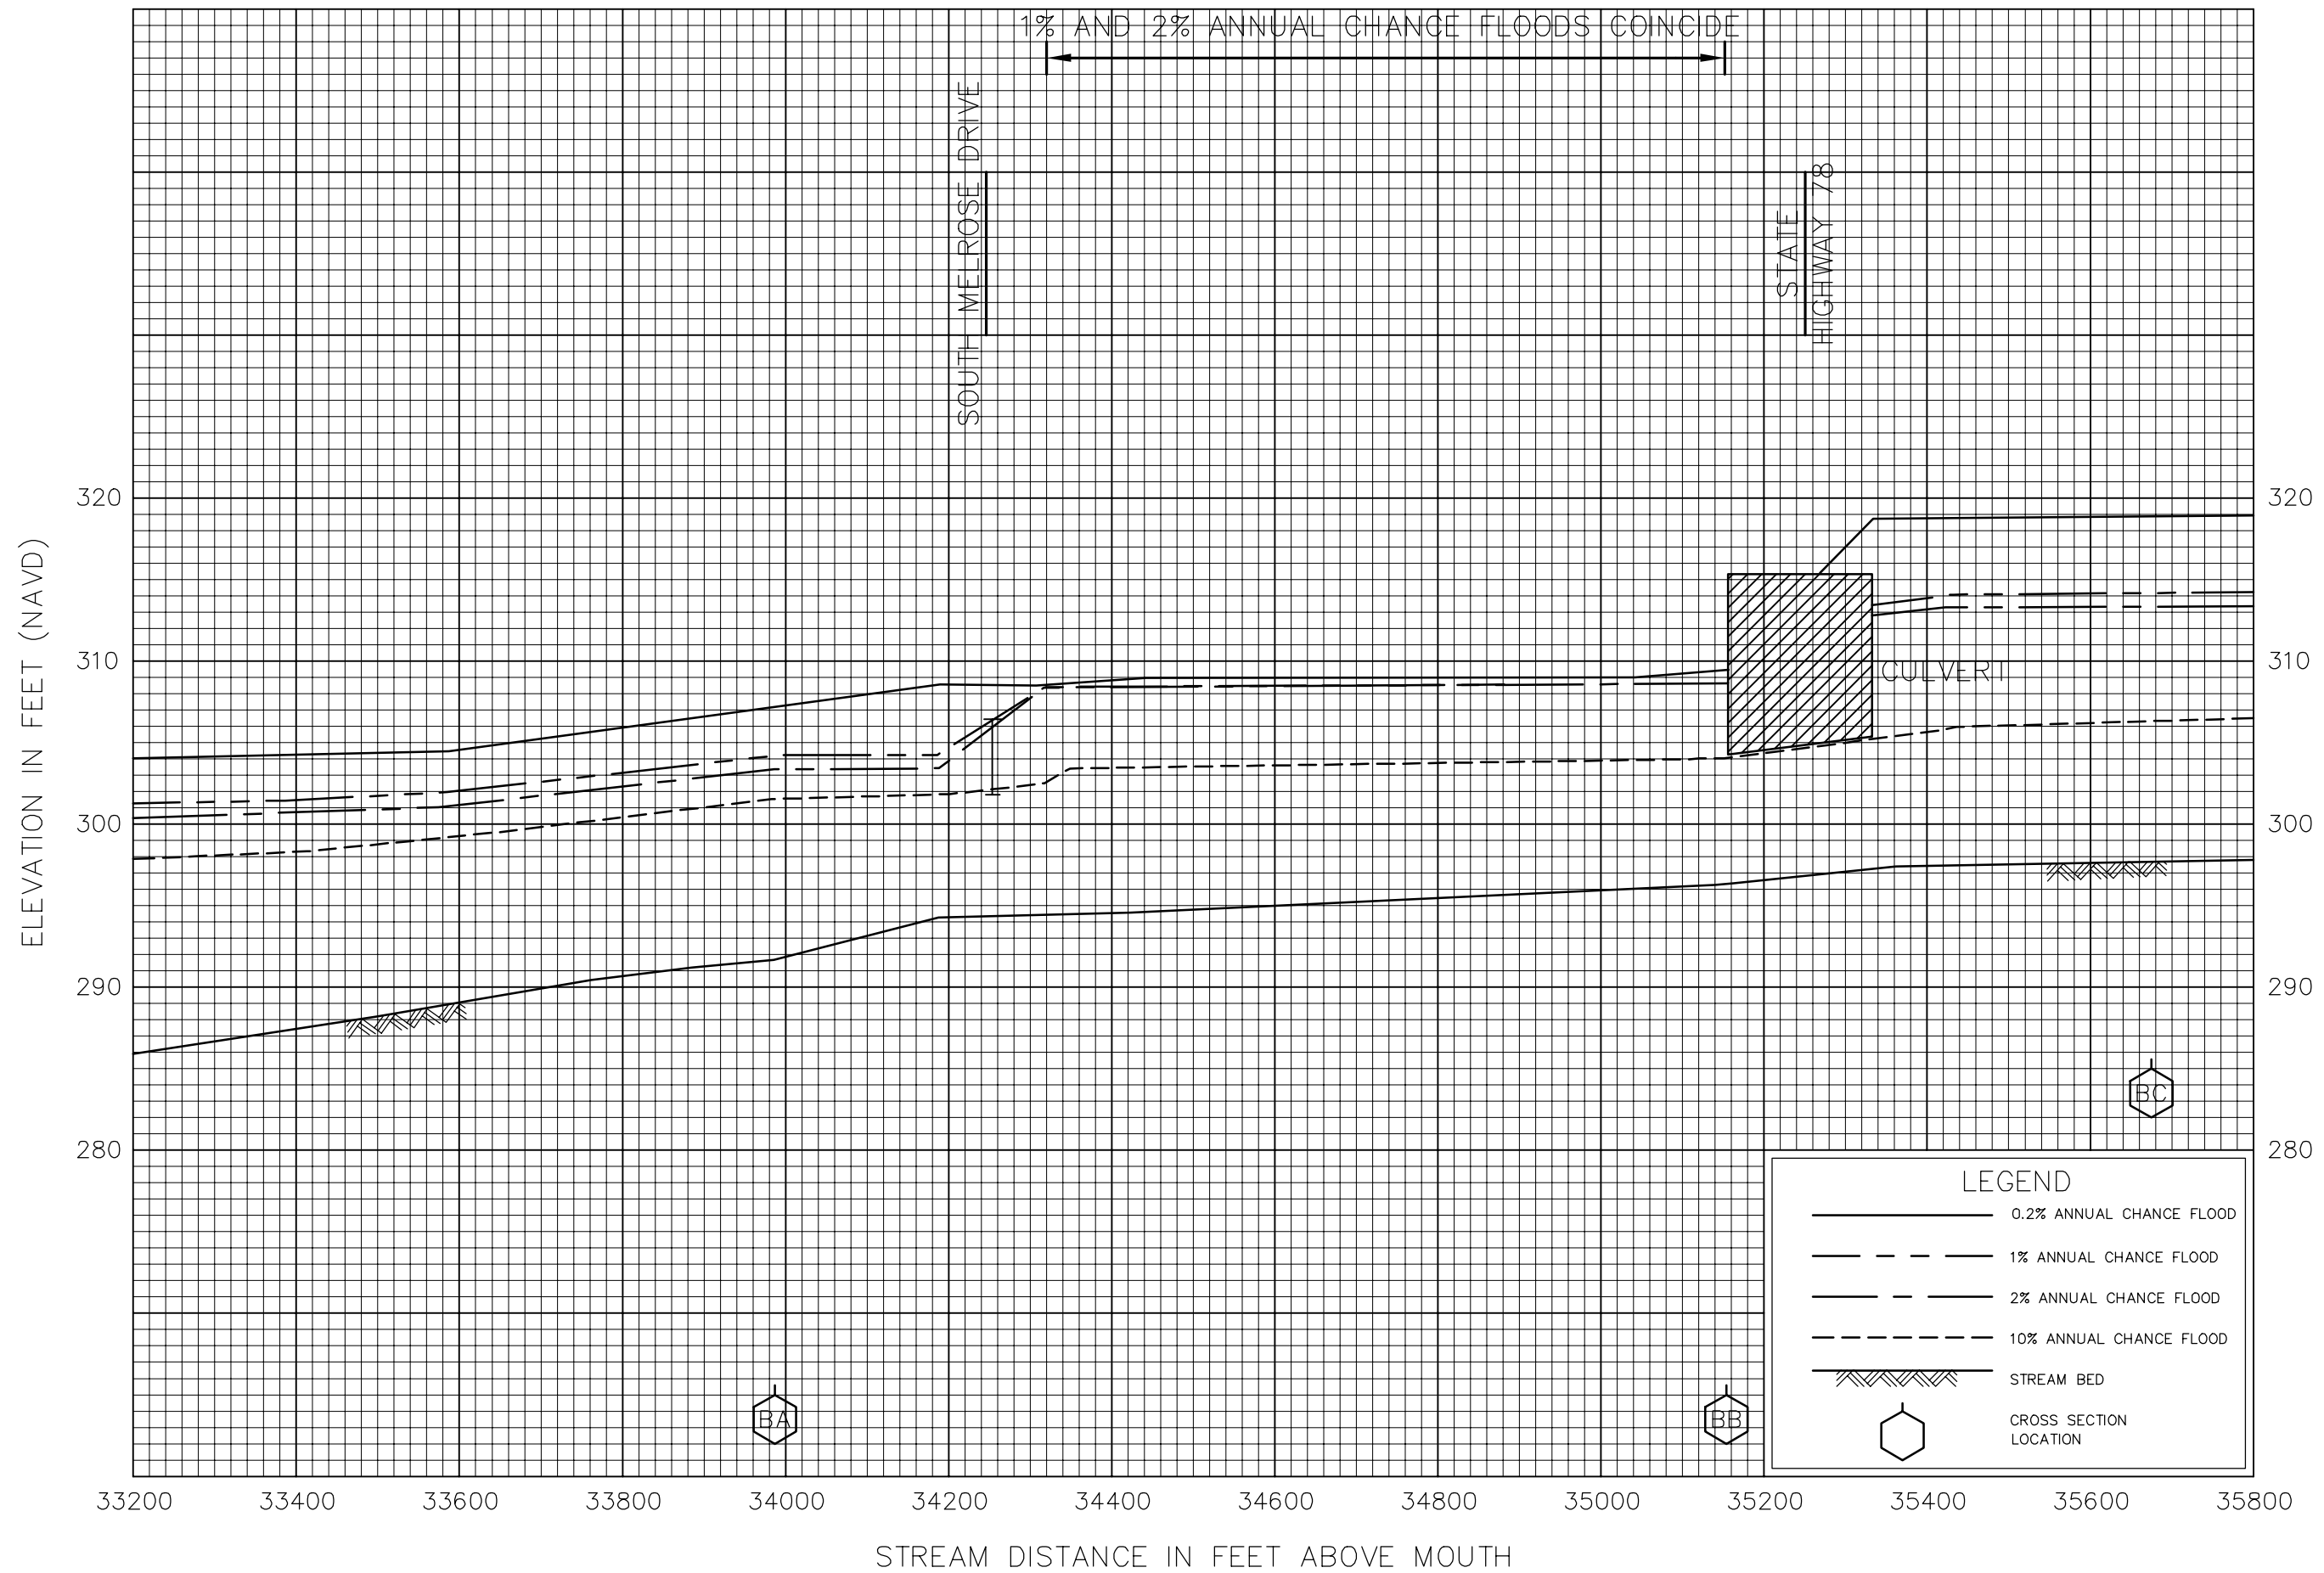 1% AND 2% ANNUAL CHANCE FLOODS COINCIDE
SOUTH MELROSE DRIVE
STATE
HIGHWAY 78
ELEVATION IN FEET (NAVD)
320
310
300
290
280
320
310
300
290
280
CULVERT
BA
BB
BC
LEGEND
0.2% ANNUAL CHANCE FLOOD
1% ANNUAL CHANCE FLOOD
2% ANNUAL CHANCE FLOOD
10% ANNUAL CHANCE FLOOD
STREAM BED
CROSS SECTION
LOCATION
33200 33400 33600 33800 34000 34200 34400 34600 34800 35000 35200 35400 35600 35800
STREAM DISTANCE IN FEET ABOVE MOUTH